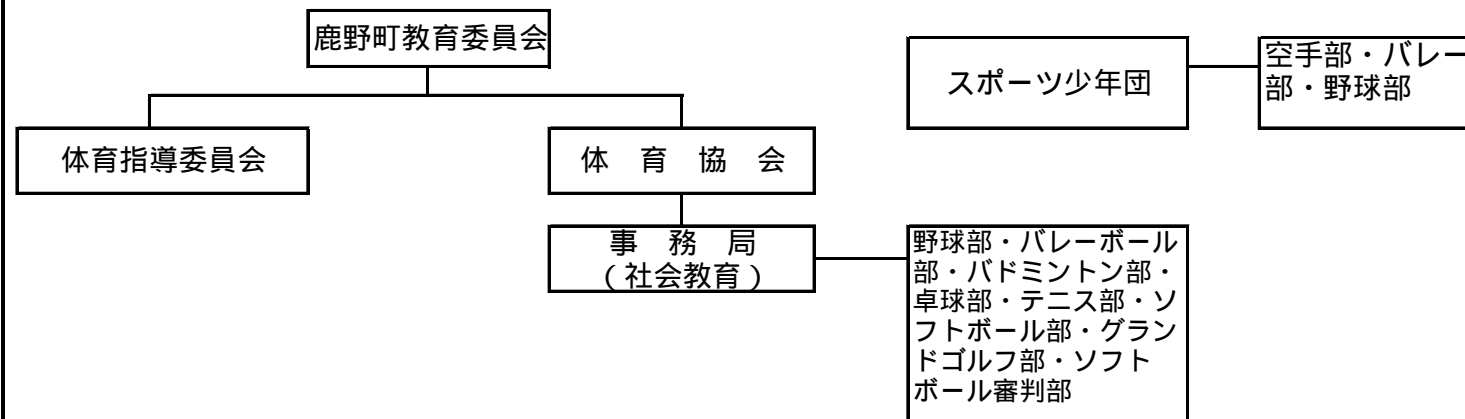 鹿野町教育委員会
スポーツ少年団
空手部・バレー
部・野球部
体育指導委員会
体　育　協　会
事　務　局
（社会教育）
野球部・バレーボール
部・バドミントン部・
卓球部・テニス部・ソ
フトボール部・グラン
ドゴルフ部・ソフト
ボール審判部